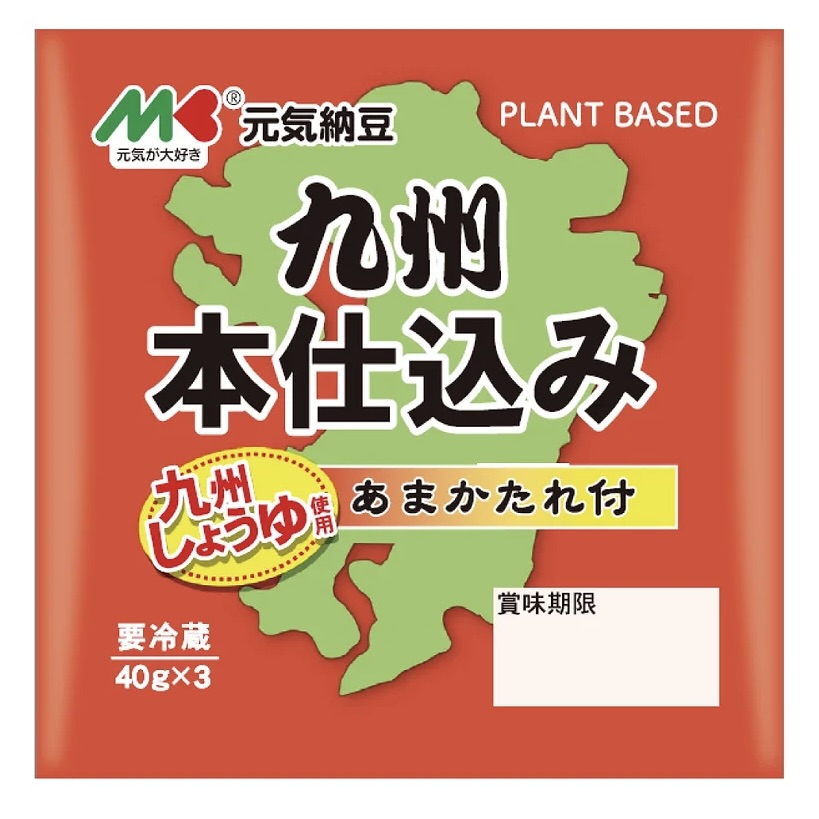 MK®
元気が大好き
元気納豆
PLANT BASED
九州
本仕込み
九州
しょうゆ
使用
あまかたれ付
要冷蔵
40g×3
賞味期限